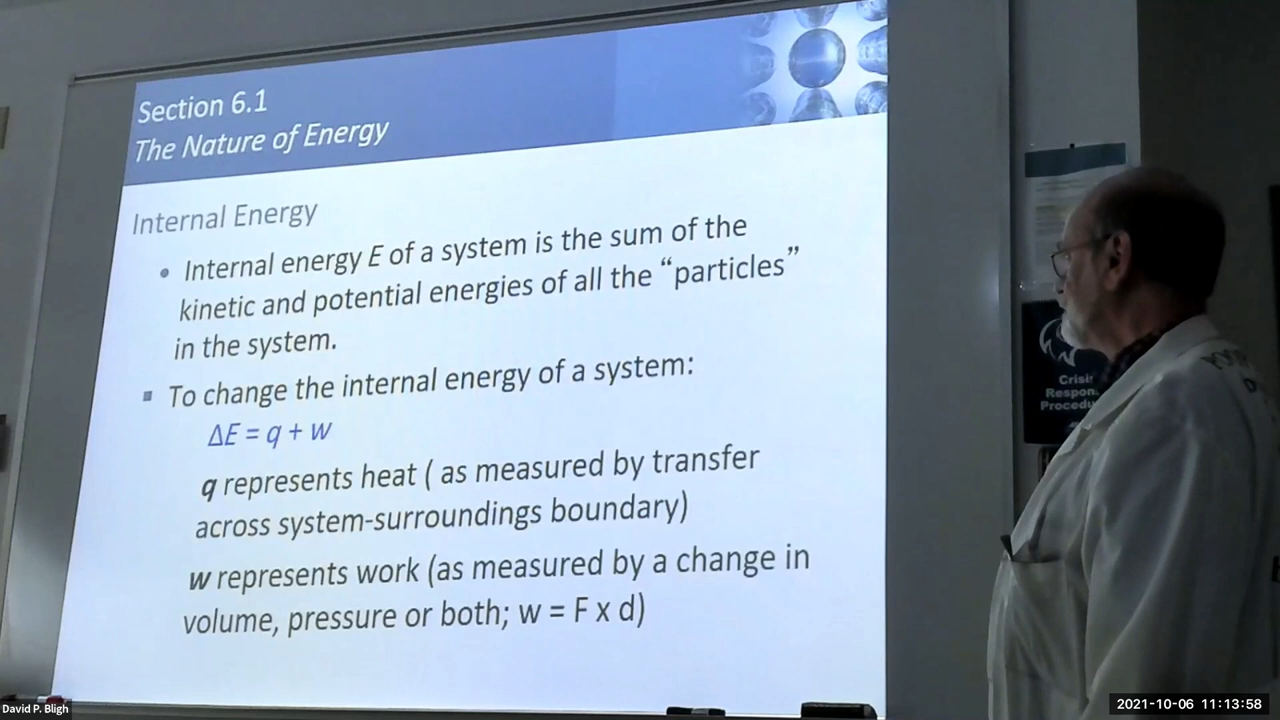 Section 6.1
The Nature of Energy
Internal Energy
• Internal energy E of a system is the sum of the
kinetic and potential energies of all the “particles”
in the system.
▪ To change the internal energy of a system:
ΔE = q + w
q represents heat ( as measured by transfer
across system-surroundings boundary)
w represents work (as measured by a change in
volume, pressure or both; w = F x d)
David P. Bligh
2021-10-06 11:13:58